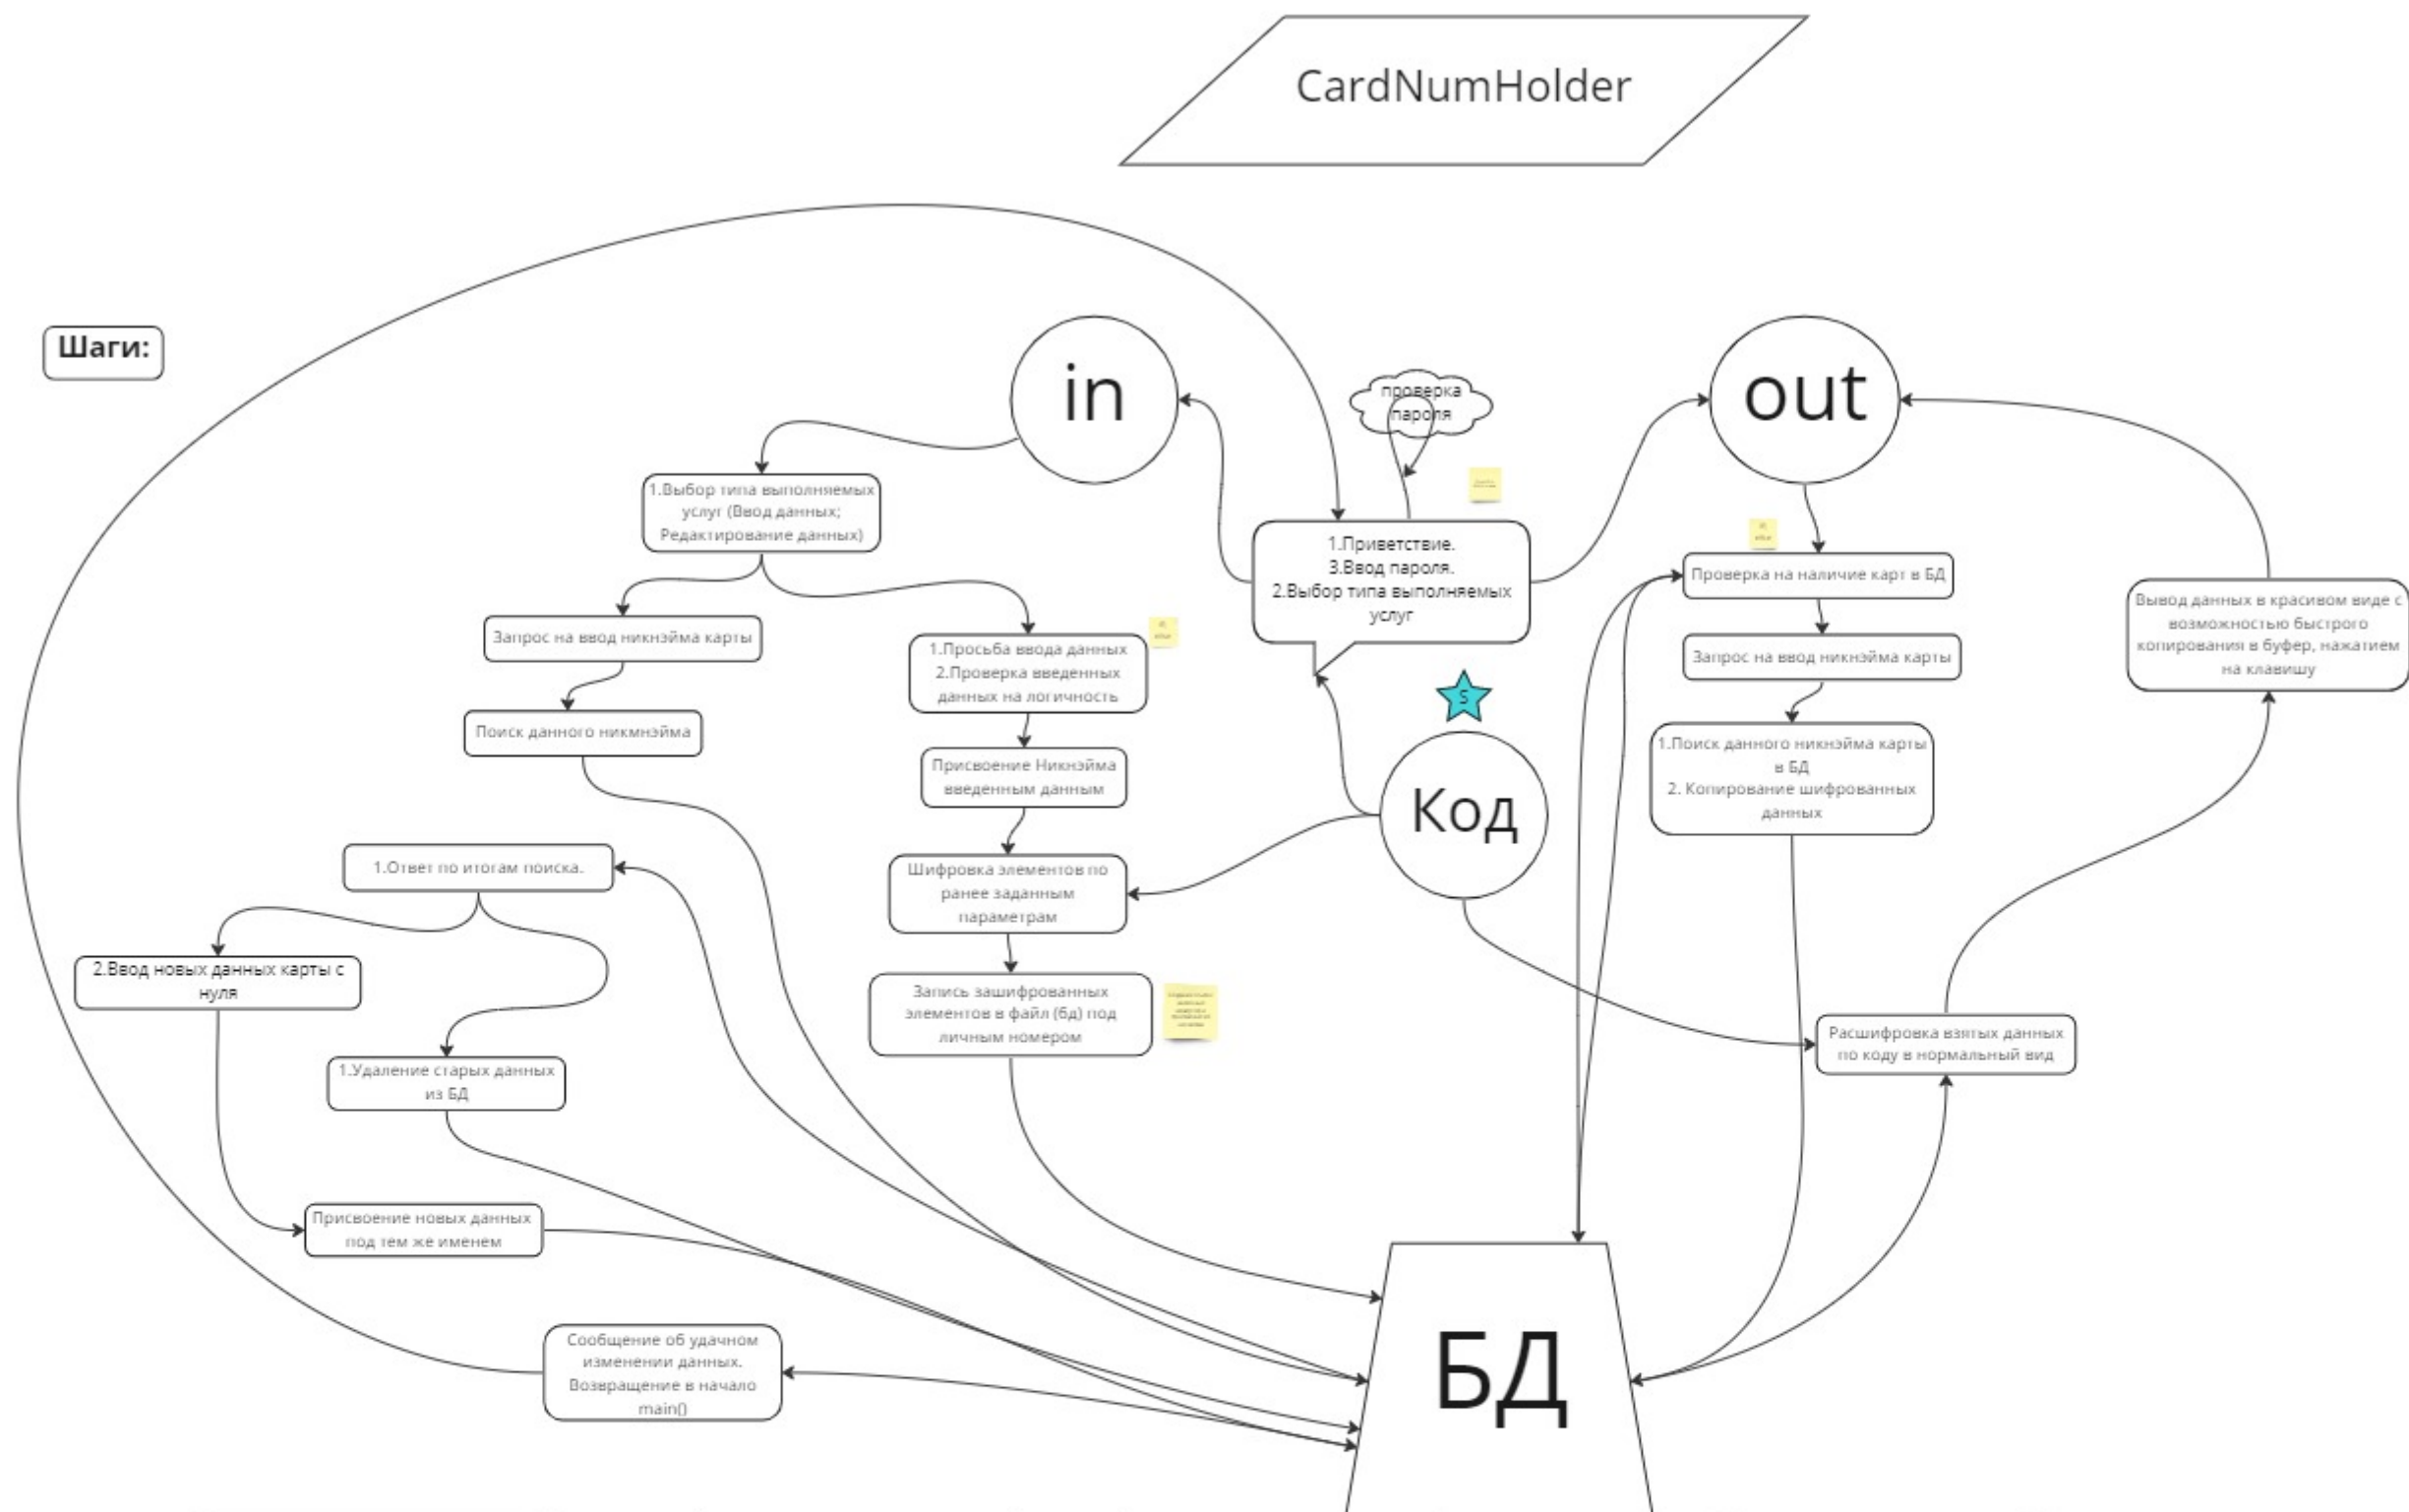 CardNumHolder
Шаги:
in
проверка
пароля
out
1.Выбор типа выполняемых
услуг (Ввод данных;
Редактирование данных)
1.Приветствие.
3.Ввод пароля.
2.Выбор типа выполняемых
услуг
Проверка на наличие карт в БД
Вывод данных в красивом виде с
возможностью быстрого
копирования в буфер, нажатием
на клавишу
Запрос на ввод никнэйма карты
1.Просьба ввода данных
2.Проверка введенных
данных на логичность
Запрос на ввод никнэйма карты
S
Поиск данного никмнэйма
Присвоение Никнэйма
введенным данным
Код
1.Поиск данного никнэйма карты
в БД
2. Копирование шифрованных
данных
1.Ответ по итогам поиска.
Шифровка элементов по
ранее заданным
параметрам
2.Ввод новых данных карты с
нуля
Запись зашифрованных
элементов в файл (бд) под
личным номером
Расшифровка взятых данных
по коду в нормальный вид
1.Удаление старых данных
из БД
Присвоение новых данных
под тем же именем
Сообщение об удачном
изменении данных.
Возвращение в начало
main()
БД